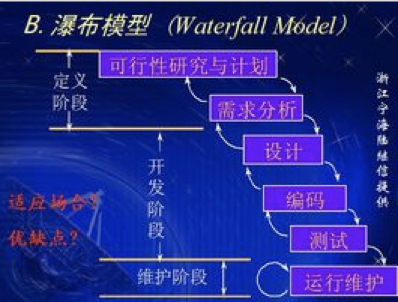 B. 瀑布模型 (Waterfall Model)
可行性研究与计划
定义
阶段
需求分析
设计
开发阶段
编码
适应场合?
优缺点?
测试
维护阶段
运行维护
浙江宁海陆继信提供